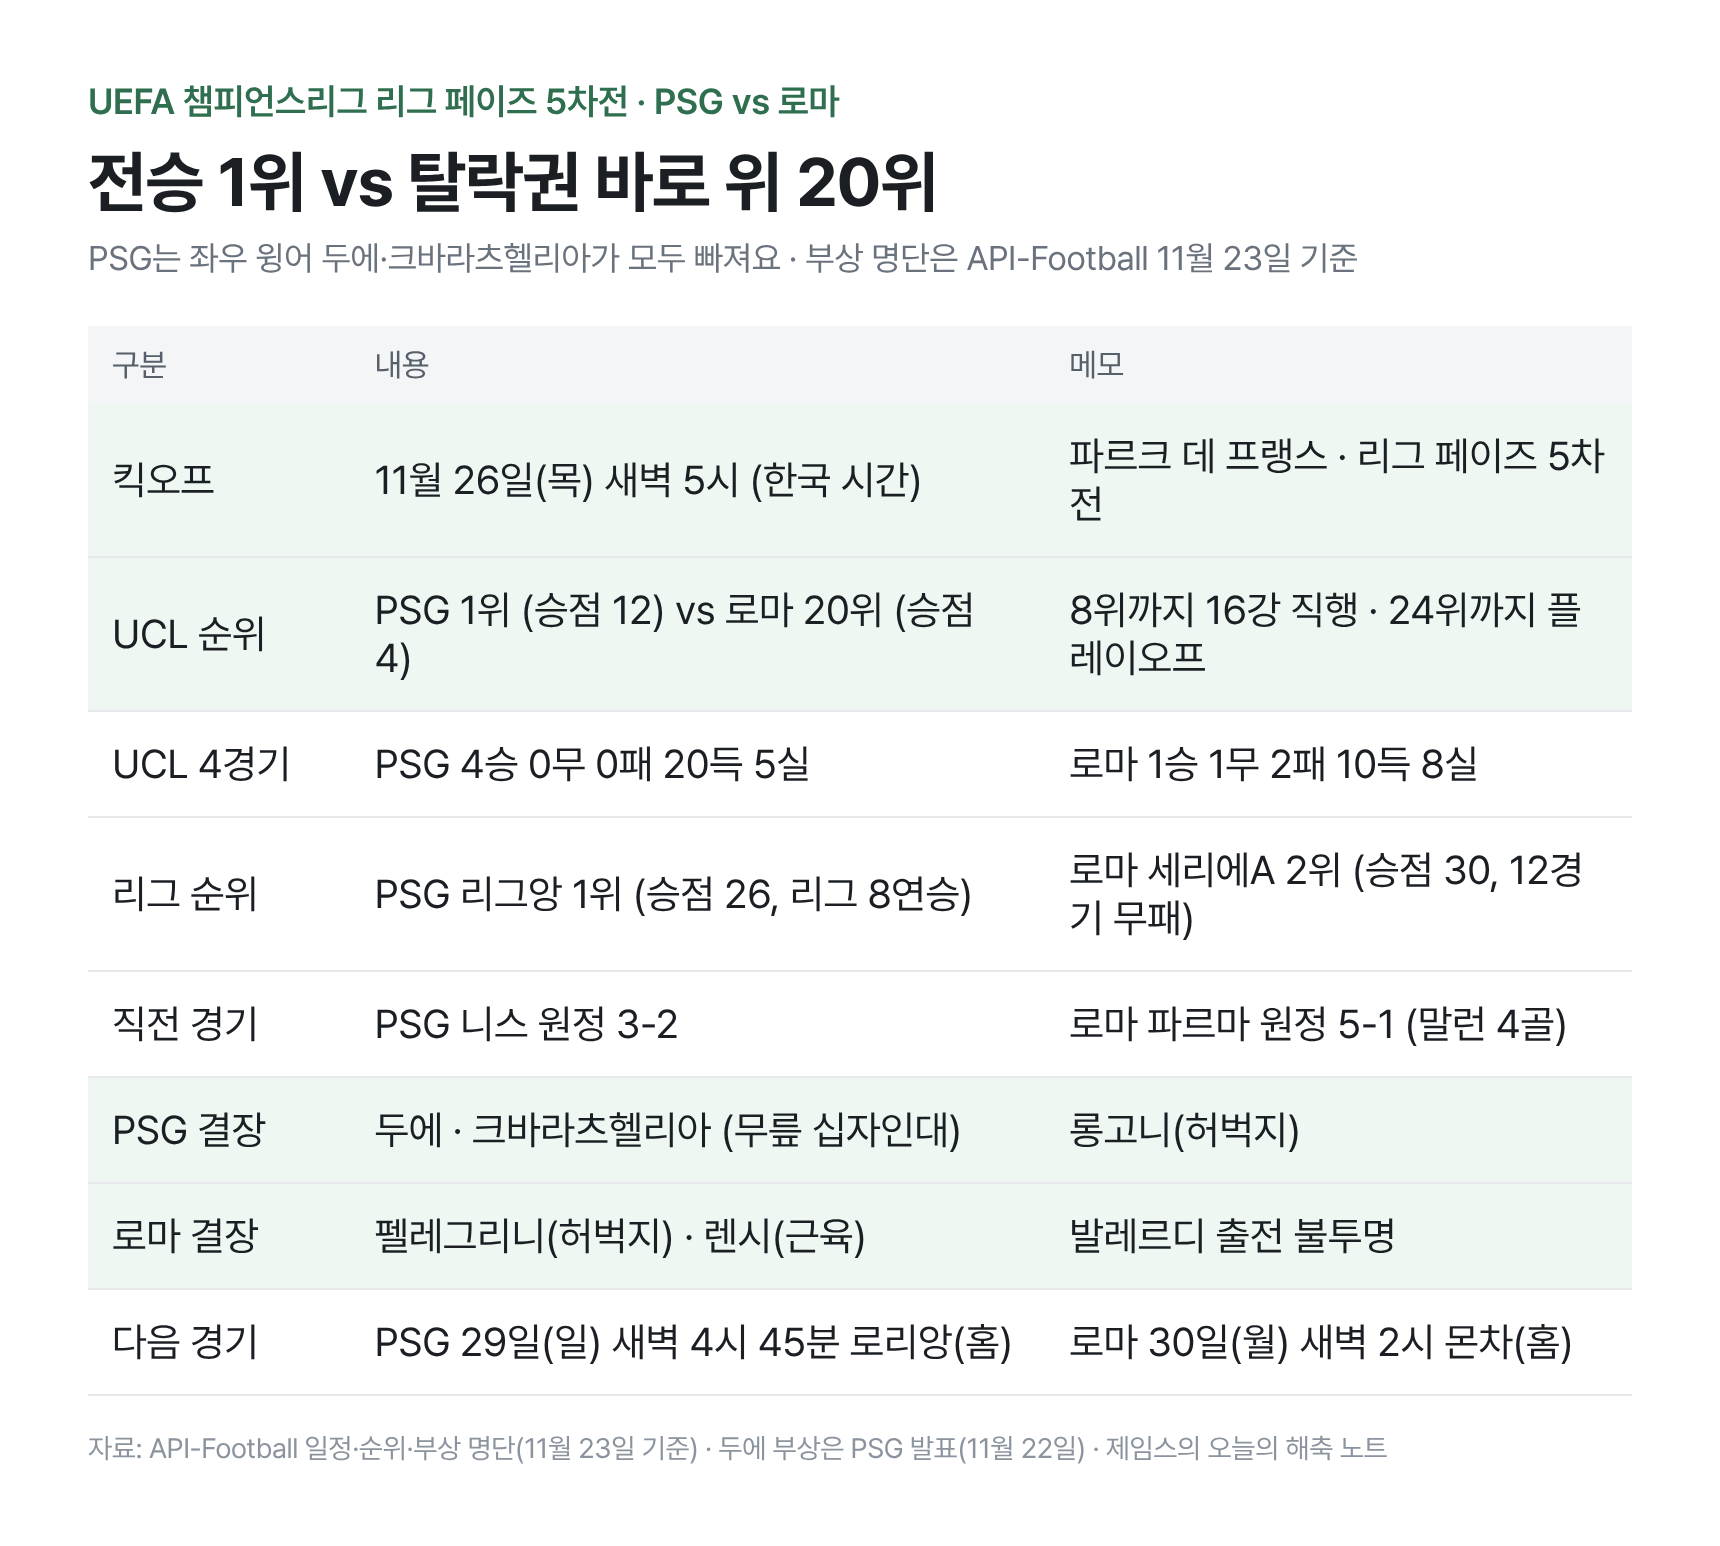 UEFA 챔피언스리그 리그 페이즈 5차전 · PSG vs 로마
전승 1위 vs 탈락권 바로 위 20위
PSG는 좌우 윙어 두에·크바라츠헬리아가 모두 빠져요 · 부상 명단은 API-Football 11월 23일 기준
구분 내용 메모
킥오프 11월 26일(목) 새벽 5시 (한국 시간) 파르크 데 프랭스 · 리그 페이즈 5차
전
UCL 순위 PSG 1위 (승점 12) vs 로마 20위 (승점
4)
8위까지 16강 직행 · 24위까지 플
레이오프
UCL 4경기 PSG 4승 0무 0패 20득 5실 로마 1승 1무 2패 10득 8실
리그 순위 PSG 리그앙 1위 (승점 26, 리그 8연승) 로마 세리에A 2위 (승점 30, 12경
기 무패)
직전 경기 PSG 니스 원정 3-2 로마 파르마 원정 5-1 (말런 4골)
PSG 결장 두에 · 크바라츠헬리아 (무릎 십자인대) 롱고니(허벅지)
로마 결장 펠레그리니(허벅지) · 렌시(근육) 발레르디 출전 불투명
다음 경기 PSG 29일(일) 새벽 4시 45분 로리앙(홈) 로마 30일(월) 새벽 2시 몬차(홈)
자료: API-Football 일정·순위·부상 명단(11월 23일 기준) · 두에 부상은 PSG 발표(11월 22일) · 제임스의 오늘의 해축 노트